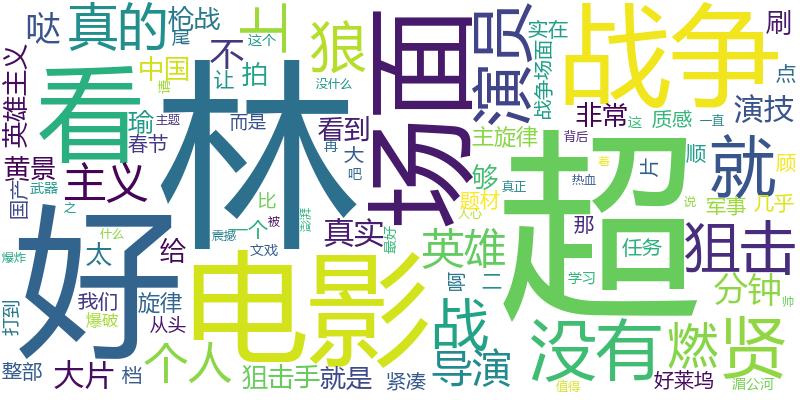 哒
真的
枪战
尾
这个
上
不
狼
演员
实在
战争
刷
点
英雄主义
看
中国
让
请
拍
没什么
林
场面
战争场面
非常
质感
演技
瑜
春节
主题
而是
看到
再
大
吧
主旋律
够
背后
这
一直
就
黄景
主义
国产
武器
之
好
超
片
顺
顾
热血
着
比
被
题材
真正
说
军事
几乎
太
给
震撼
一个
澎湃
真实
最好
英雄
那
狙击
爆炸
什么
文戏
电影
啊
二
任务
打到
我们
旋律
爆破
从头
战
没有
学习
分钟
帅
燃
贤
整部
大片
档
个人
狙击手
就是
紧凑
导演
值得
好莱坞
湄公河